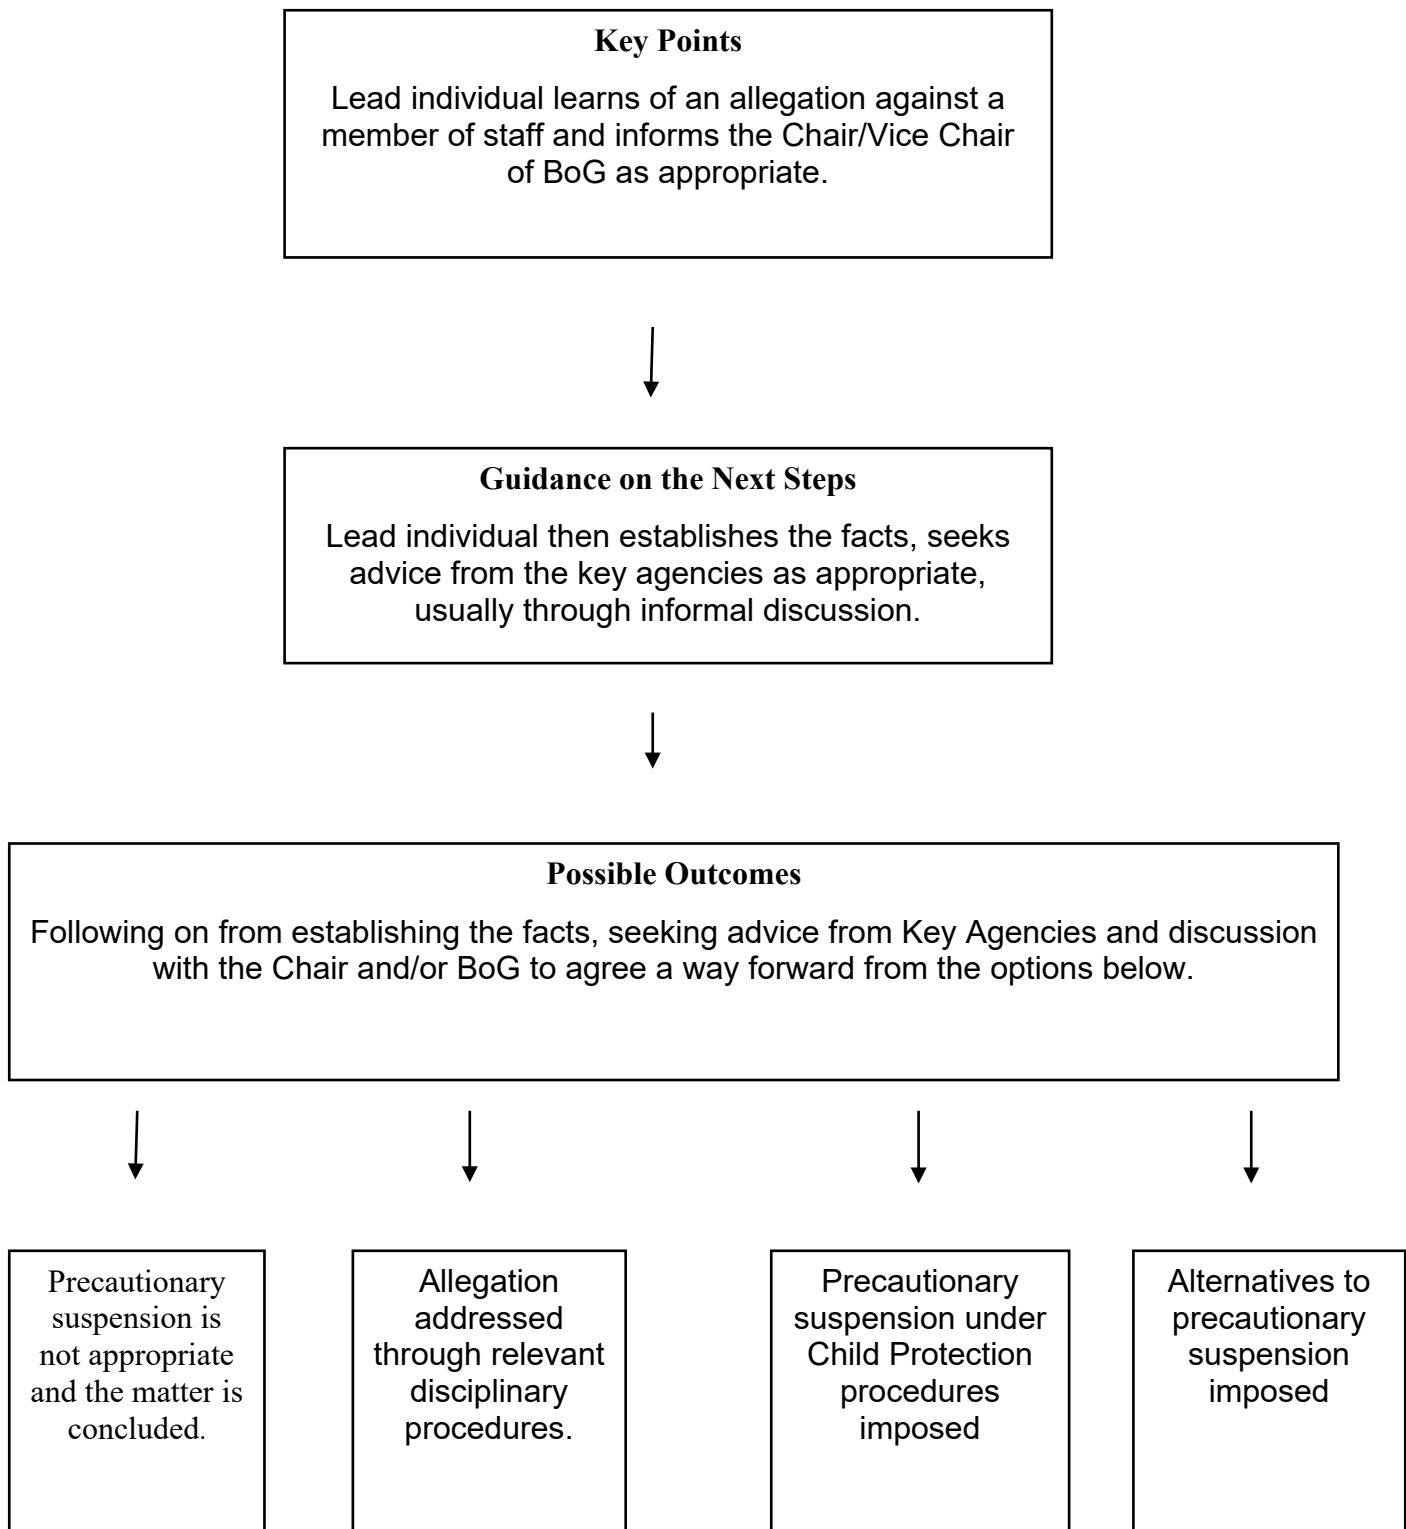 Key Points
Lead individual learns of an allegation against a
member of staff and informs the Chair/Vice Chair
of BoG as appropriate.
Guidance on the Next Steps
Lead individual then establishes the facts, seeks
advice from the key agencies as appropriate,
usually through informal discussion.
Possible Outcomes
Following on from establishing the facts, seeking advice from Key Agencies and discussion
with the Chair and/or BoG to agree a way forward from the options below.
Precautionary
suspension is
not appropriate
and the matter is
concluded.
Allegation
addressed
through relevant
disciplinary
procedures.
Precautionary
suspension under
Child Protection
procedures
imposed
Alternatives to
precautionary
suspension
imposed